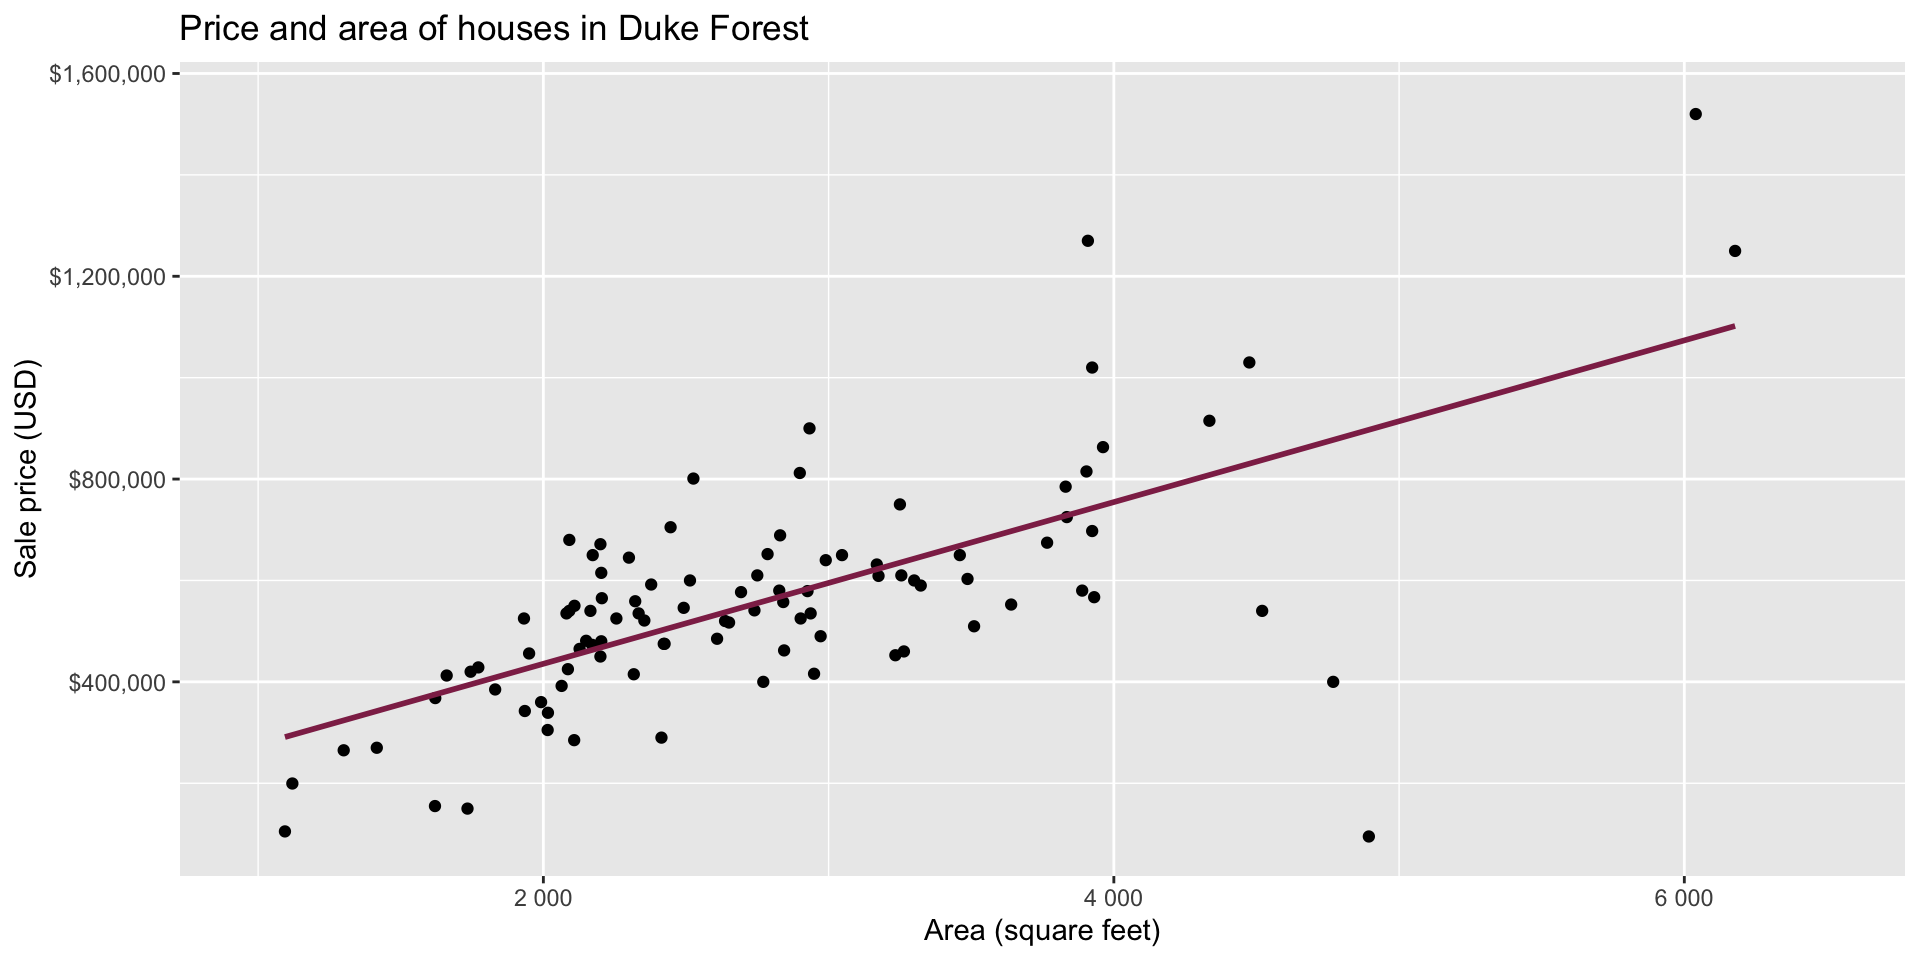 Price and area of houses in Duke Forest
$1,600,000
$1,200,000
$800,000
$400,000
Sale price (USD)
2 000
4 000
6 000
Area (square feet)